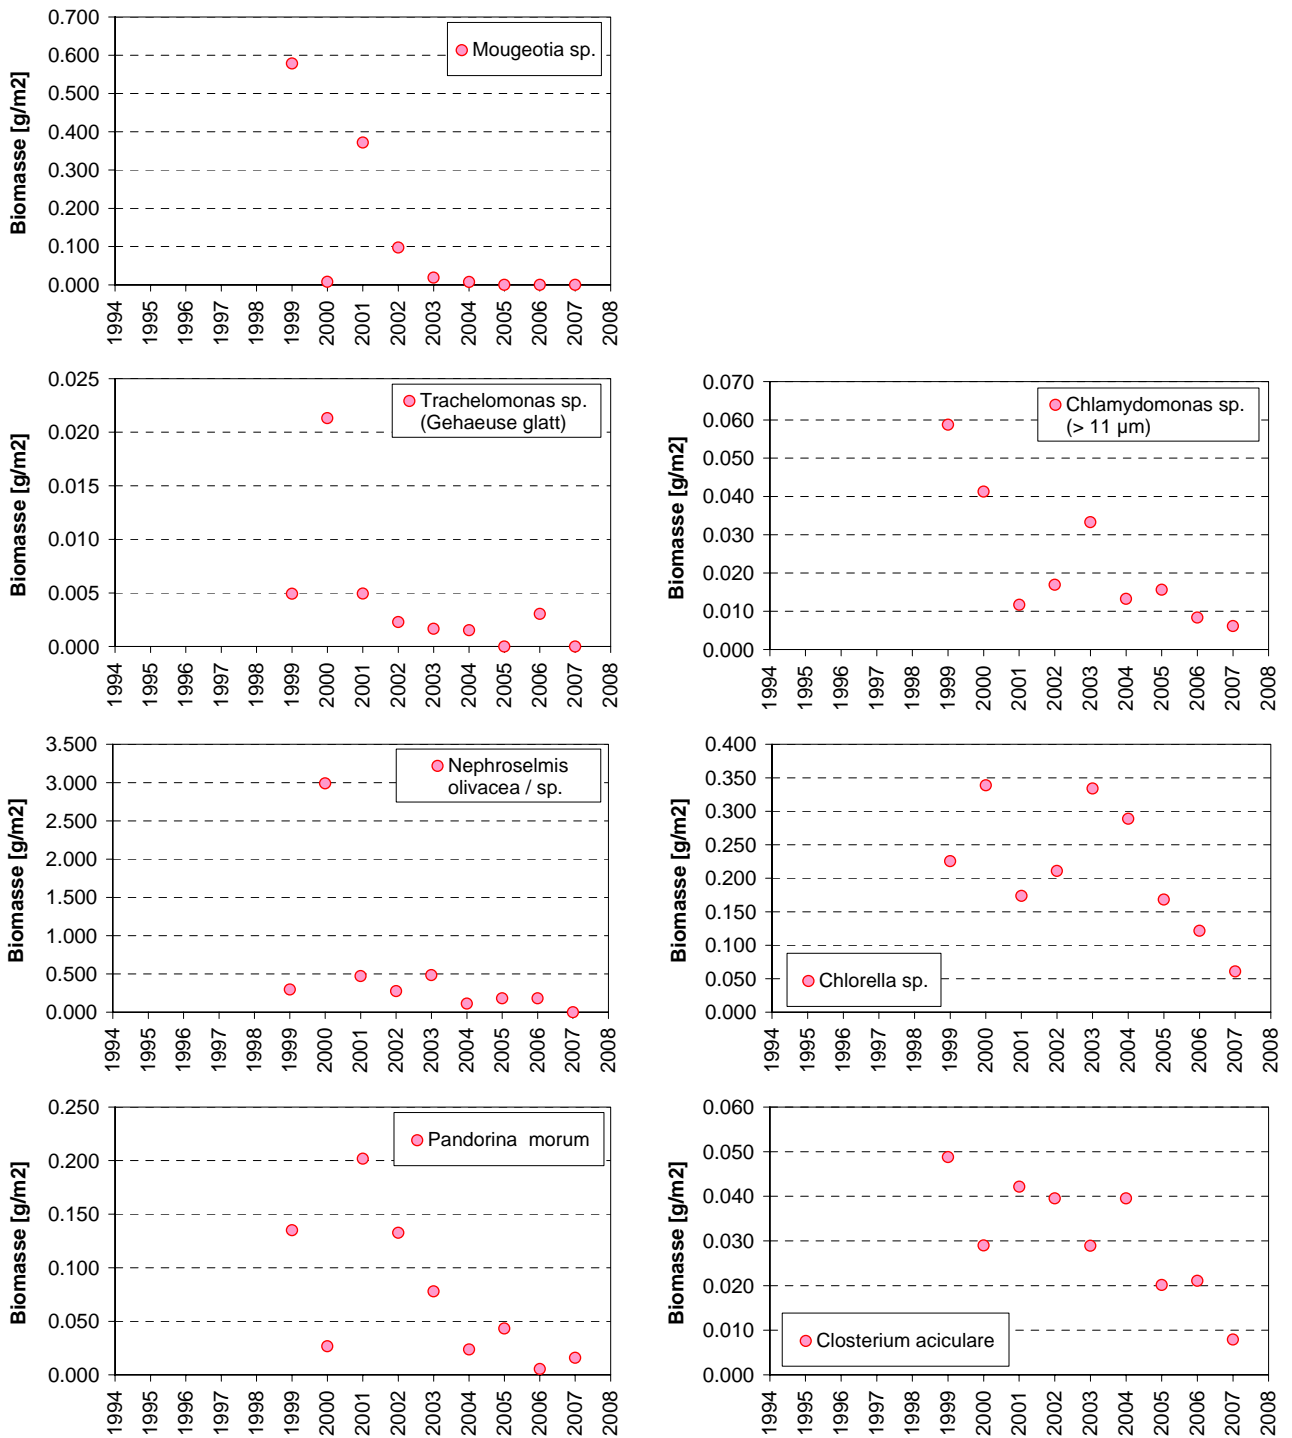 Biomasse [g/m2]
0.700
0.600
0.500
0.400
0.300
0.200
0.100
0.000
Mougeotia sp.
1994 1995 1996 1997 1998 1999 2000 2001 2002 2003 2004 2005 2006 2007 2008
Biomasse [g/m2]
0.025
0.020
0.015
0.010
0.005
0.000
Trachelomonas sp.
(Gehaeuse glatt)
1994 1995 1996 1997 1998 1999 2000 2001 2002 2003 2004 2005 2006 2007 2008
Biomasse [g/m2]
0.070
0.060
0.050
0.040
0.030
0.020
0.010
0.000
Chlamydomonas sp.
(> 11 µm)
1994 1995 1996 1997 1998 1999 2000 2001 2002 2003 2004 2005 2006 2007 2008
Biomasse [g/m2]
3.500
3.000
2.500
2.000
1.500
1.000
0.500
0.000
Nephroselmis
olivacea / sp.
1994 1995 1996 1997 1998 1999 2000 2001 2002 2003 2004 2005 2006 2007 2008
Biomasse [g/m2]
0.400
0.350
0.300
0.250
0.200
0.150
0.100
0.050
0.000
Chlorella sp.
1994 1995 1996 1997 1998 1999 2000 2001 2002 2003 2004 2005 2006 2007 2008
Biomasse [g/m2]
0.250
0.200
0.150
0.100
0.050
0.000
Pandorina morum
1994 1995 1996 1997 1998 1999 2000 2001 2002 2003 2004 2005 2006 2007 2008
Biomasse [g/m2]
0.060
0.050
0.040
0.030
0.020
0.010
0.000
Closterium aciculare
1994 1995 1996 1997 1998 1999 2000 2001 2002 2003 2004 2005 2006 2007 2008